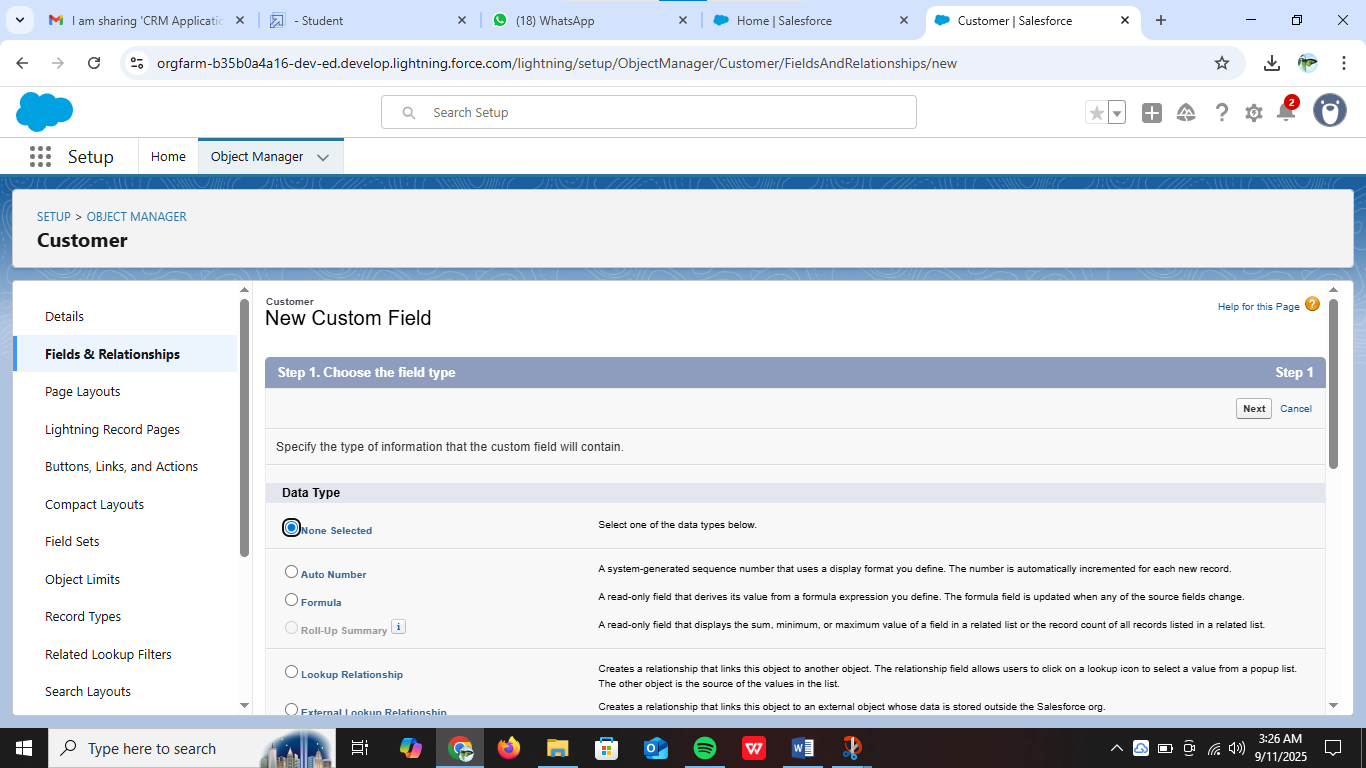 I am sharing 'CRM Applicatio
- Student
(18) WhatsApp
Home | Salesforce
Customer | Salesforce
orgfarm-b35b0a4a16-dev-ed.develop.lightning.force.com/lightning/setup/ObjectManager/Customer/FieldsAndRelationships/new
Search Setup
2
Setup
Home
Object Manager
SETUP > OBJECT MANAGER
Customer
Details
Fields & Relationships
Page Layouts
Lightning Record Pages
Buttons, Links, and Actions
Compact Layouts
Field Sets
Object Limits
Record Types
Related Lookup Filters
Search Layouts
Customer
New Custom Field
Help for this Page ?
Step 1. Choose the field type
Step 1
Next Cancel
Specify the type of information that the custom field will contain.
Data Type
None Selected
Select one of the data types below.
Auto Number
A system-generated sequence number that uses a display format you define. The number is automatically incremented for each new record.
Formula
A read-only field that derives its value from a formula expression you define. The formula field is updated when any of the source fields change.
Roll-Up Summary i
A read-only field that displays the sum, minimum, or maximum value of a field in a related list or the record count of all records listed in a related list.
Lookup Relationship
Creates a relationship that links this object to another object. The relationship field allows users to click on a lookup icon to select a value from a popup list.
The other object is the source of the values in the list.
External Lookup Relationship
Creates a relationship that links this object to an external object whose data is stored outside the Salesforce org.
Type here to search
3:26 AM
9/11/2025